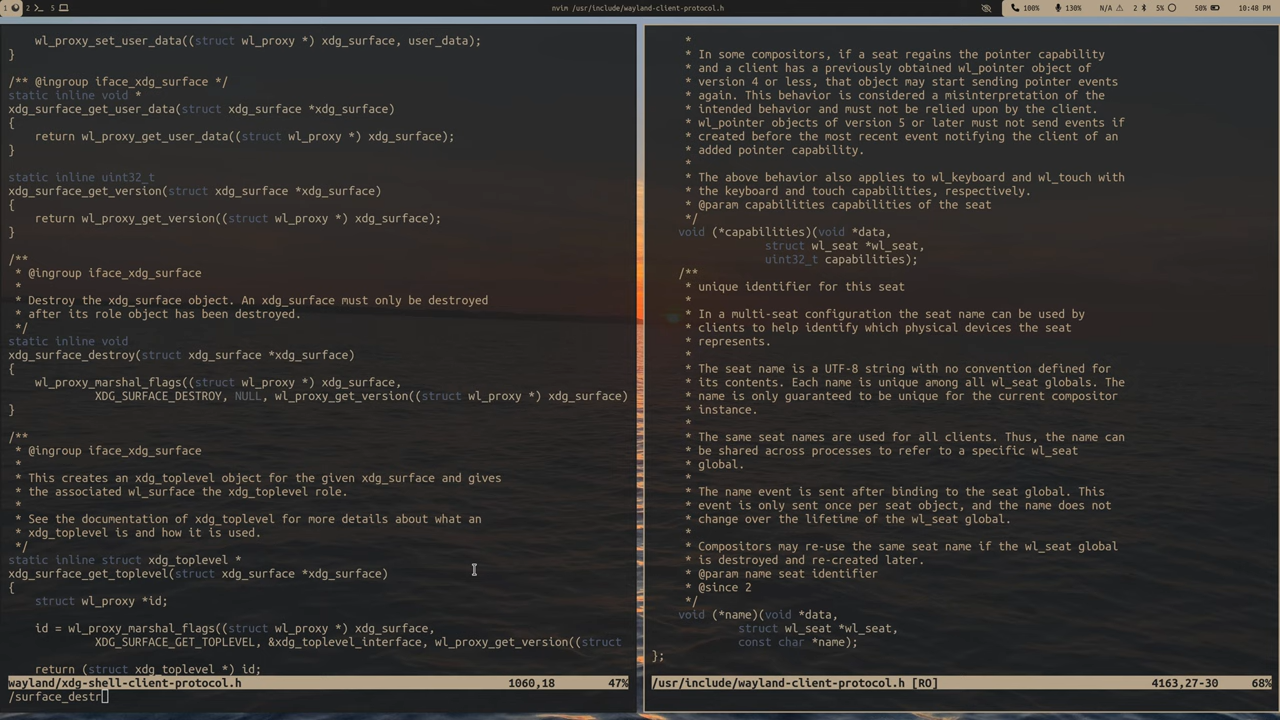 1 2 >_ 5 nvim /usr/include/wayland-client-protocol.h 100% 130% N/A ⚠ 2 5% 50% 10:48 PM
    wl_proxy_set_user_data((struct wl_proxy *) xdg_surface, user_data);
}
/** @ingroup iface_xdg_surface */
static inline void *
xdg_surface_get_user_data(struct xdg_surface *xdg_surface)
{
    return wl_proxy_get_user_data((struct wl_proxy *) xdg_surface);
}
static inline uint32_t
xdg_surface_get_version(struct xdg_surface *xdg_surface)
{
    return wl_proxy_get_version((struct wl_proxy *) xdg_surface);
}
/**
 * @ingroup iface_xdg_surface
 *
 * Destroy the xdg_surface object. An xdg_surface must only be destroyed
 * after its role object has been destroyed.
 */
static inline void
xdg_surface_destroy(struct xdg_surface *xdg_surface)
{
    wl_proxy_marshal_flags((struct wl_proxy *) xdg_surface,
             XDG_SURFACE_DESTROY, NULL, wl_proxy_get_version((struct wl_proxy *) xdg_surface)
}
/**
 * @ingroup iface_xdg_surface
 *
 * This creates an xdg_toplevel object for the given xdg_surface and gives
 * the associated wl_surface the xdg_toplevel role.
 *
 * See the documentation of xdg_toplevel for more details about what an
 * xdg_toplevel is and how it is used.
 */
static inline struct xdg_toplevel *
xdg_surface_get_toplevel(struct xdg_surface *xdg_surface)
{
    struct wl_proxy *id;
    id = wl_proxy_marshal_flags((struct wl_proxy *) xdg_surface,
             XDG_SURFACE_GET_TOPLEVEL, &xdg_toplevel_interface, wl_proxy_get_version((struct
    return (struct xdg_toplevel *) id;
wayland/xdg-shell-client-protocol.h 1060,18 47%
/surface_destr
 *
 * In some compositors, if a seat regains the pointer capability
 * and a client has a previously obtained wl_pointer object of
 * version 4 or less, that object may start sending pointer events
 * again. This behavior is considered a misinterpretation of the
 * intended behavior and must not be relied upon by the client.
 * wl_pointer objects of version 5 or later must not send events if
 * created before the most recent event notifying the client of an
 * added pointer capability.
 *
 * The above behavior also applies to wl_keyboard and wl_touch with
 * the keyboard and touch capabilities, respectively.
 * @param capabilities capabilities of the seat
 */
void (*capabilities)(void *data,
             struct wl_seat *wl_seat,
             uint32_t capabilities);
/**
 * unique identifier for this seat
 *
 * In a multi-seat configuration the seat name can be used by
 * clients to help identify which physical devices the seat
 * represents.
 *
 * The seat name is a UTF-8 string with no convention defined for
 * its contents. Each name is unique among all wl_seat globals. The
 * name is only guaranteed to be unique for the current compositor
 * instance.
 *
 * The same seat names are used for all clients. Thus, the name can
 * be shared across processes to refer to a specific wl_seat
 * global.
 *
 * The name event is sent after binding to the seat global. This
 * event is only sent once per seat object, and the name does not
 * change over the lifetime of the wl_seat global.
 *
 * Compositors may re-use the same seat name if the wl_seat global
 * is destroyed and re-created later.
 * @param name seat identifier
 * @since 2
 */
void (*name)(void *data,
         struct wl_seat *wl_seat,
         const char *name);
};
/usr/include/wayland-client-protocol.h [RO] 4163,27-30 68%